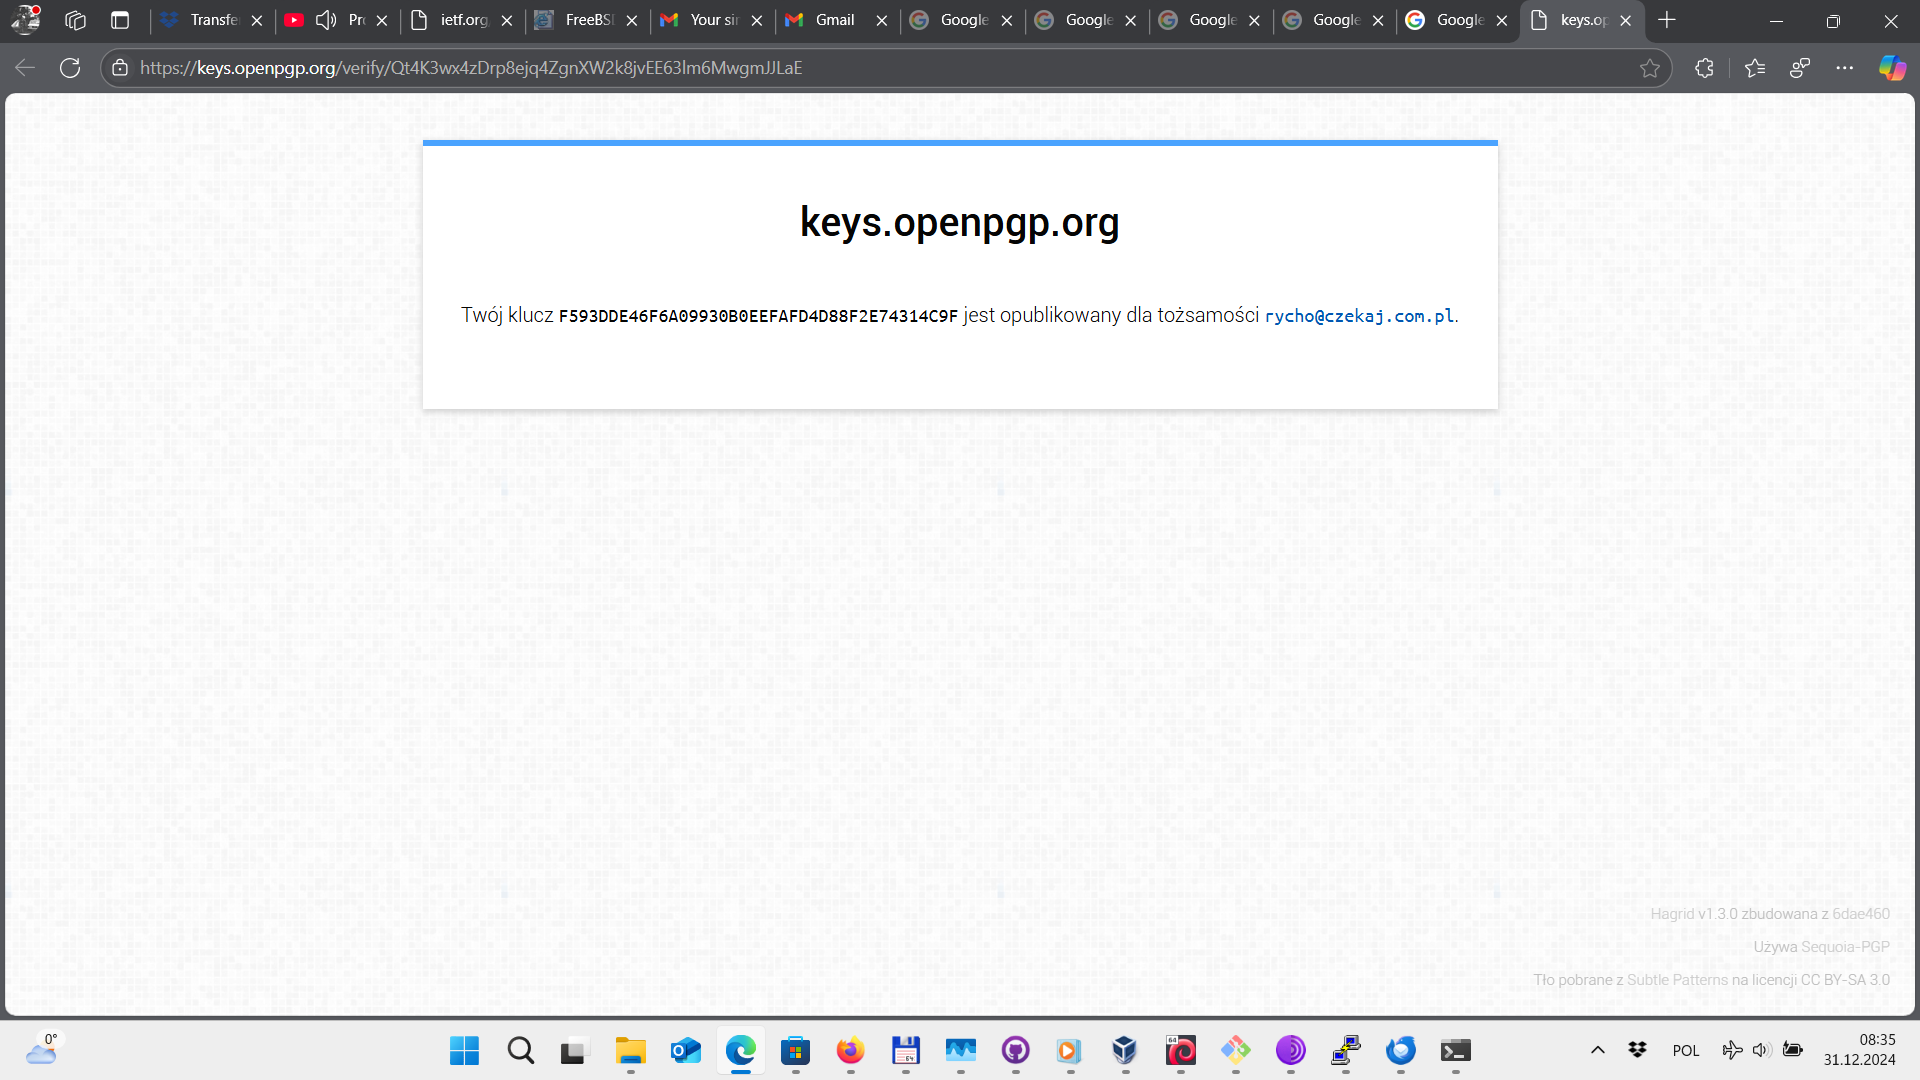 Transfe
Pr
ietf.org
FreeBS
Your si
Gmail
Google
Google
Google
Google
Google
keys.op
https://keys.openpgp.org/verify/Qt4K3wx4zDrp8ejq4ZgnXW2k8jvEE63lm6MwgmJJLaE
keys.openpgp.org
Twój klucz F593DDE46F6A09930B0EEFAFD4D88F2E74314C9F jest opublikowany dla tożsamości rycho@czekaj.com.pl.
Hagrid v1.3.0 zbudowana z 6dae460
Używa Sequoia-PGP
Tło pobrane z Subtle Patterns na licencji CC BY-SA 3.0
0°
64
64
POL
08:35
31.12.2024